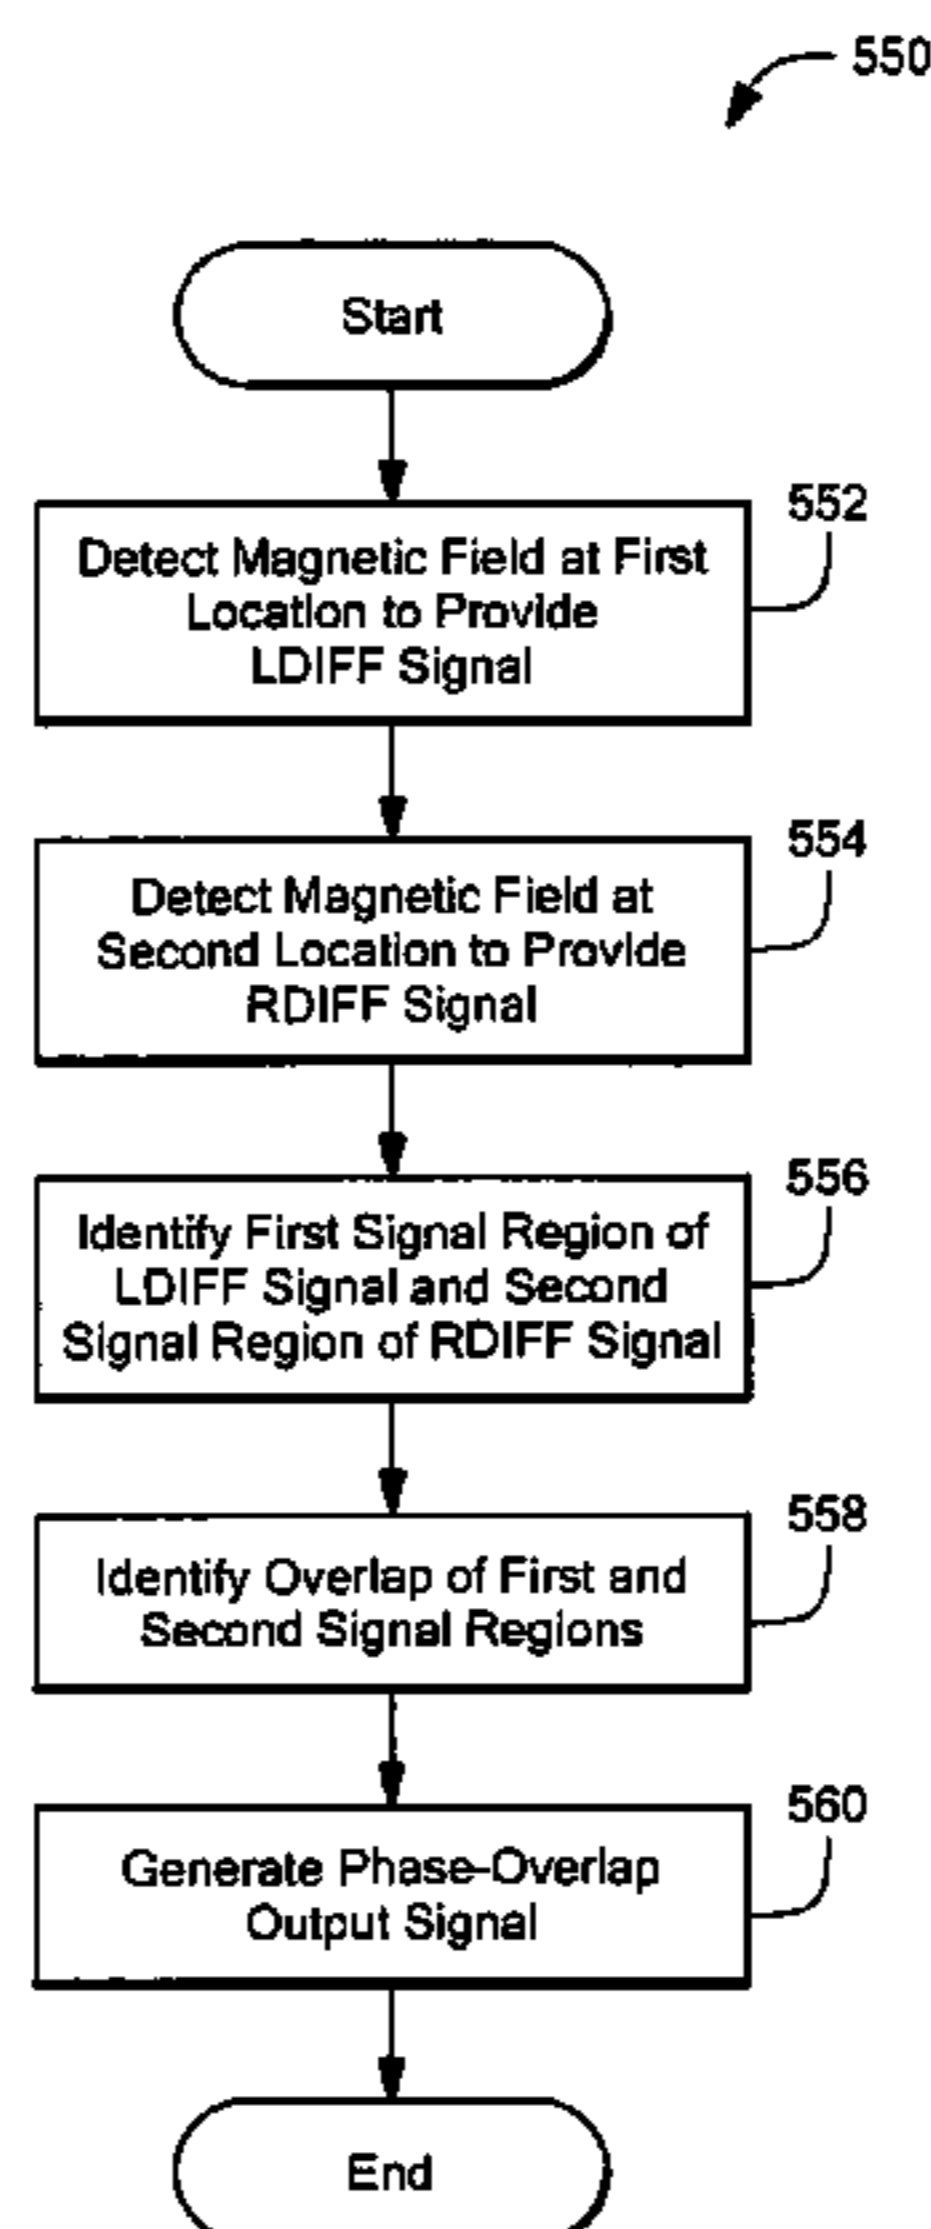 550
Start
552
Detect Magnetic Field at First
Location to Provide
LDIFF Signal
554
Detect Magnetic Field at
Second Location to Provide
RDIFF Signal
556
Identify First Signal Region of
LDIFF Signal and Second
Signal Region of RDIFF Signal
558
Identify Overlap of First and
Second Signal Regions
560
Generate Phase-Overlap
Output Signal
End